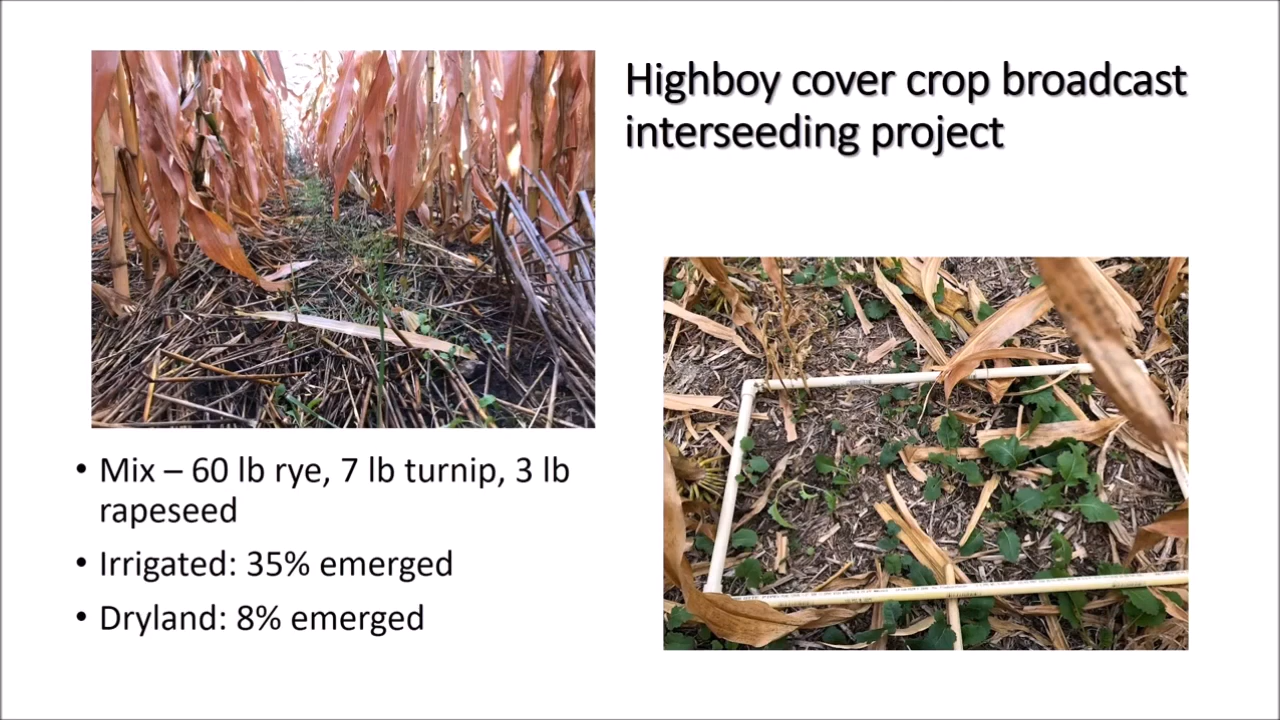 Highboy cover crop broadcast
interseeding project
• Mix – 60 lb rye, 7 lb turnip, 3 lb
rapeseed
• Irrigated: 35% emerged
• Dryland: 8% emerged